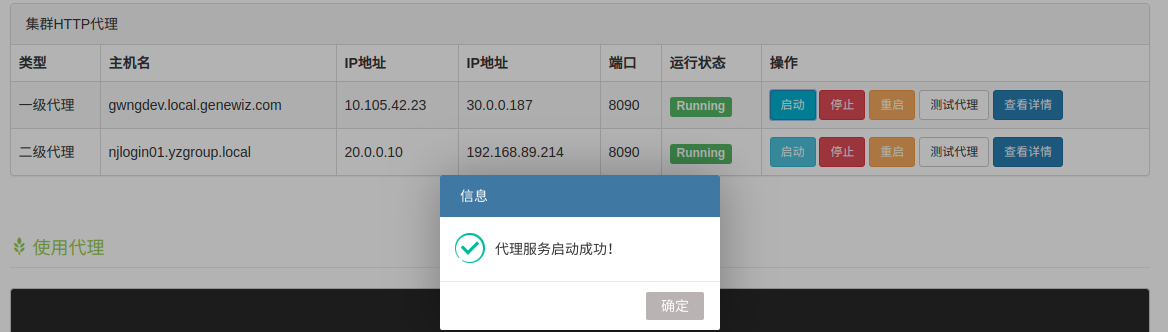 集群HTTP代理
类型 主机名 IP地址 IP地址 端口 运行状态 操作
一级代理 gwngdev.local.genewiz.com 10.105.42.23 30.0.0.187 8090 Running 启动 停止 重启 测试代理 查看详情
二级代理 njlogin01.yzgroup.local 20.0.0.10 192.168.89.214 8090 Running 启动 停止 重启 测试代理 查看详情
信息
使用代理
代理服务启动成功!
确定